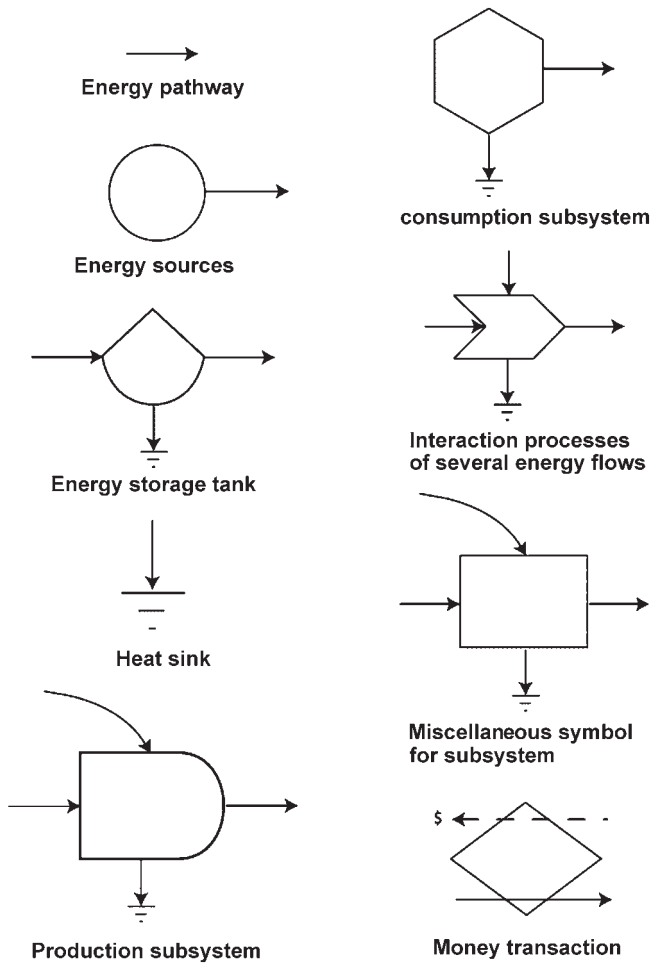 Energy pathway
Energy sources
Energy storage tank
Heat sink
Production subsystem
consumption subsystem
Interaction processes
of several energy flows
Miscellaneous symbol
for subsystem
$
Money transaction